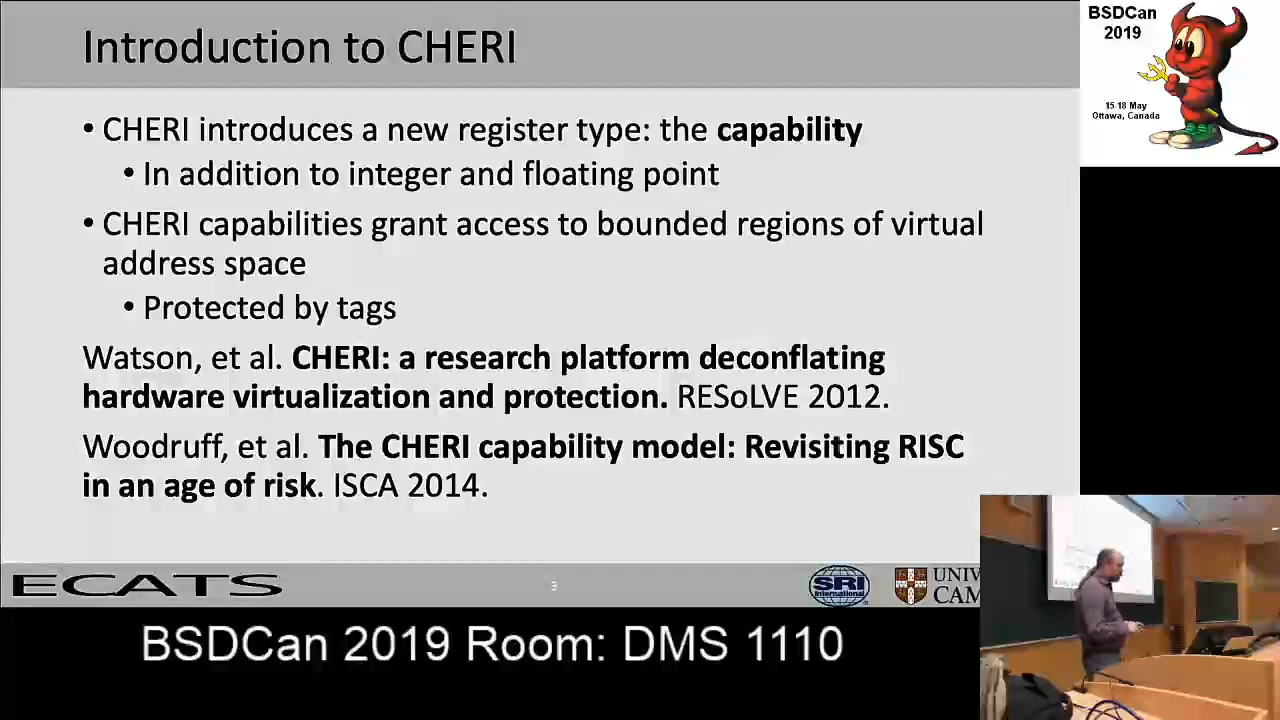 Introduction to CHERI
• CHERI introduces a new register type: the capability
• In addition to integer and floating point
• CHERI capabilities grant access to bounded regions of virtual
address space
• Protected by tags
Watson, et al. CHERI: a research platform deconflating
hardware virtualization and protection. RESoLVE 2012.
Woodruff, et al. The CHERI capability model: Revisiting RISC
in an age of risk. ISCA 2014.
ECATS
3
SRI
International
UNIV
CAM
BSDCan
2019
15-18 May
Ottawa, Canada
BSDCan 2019 Room: DMS 1110